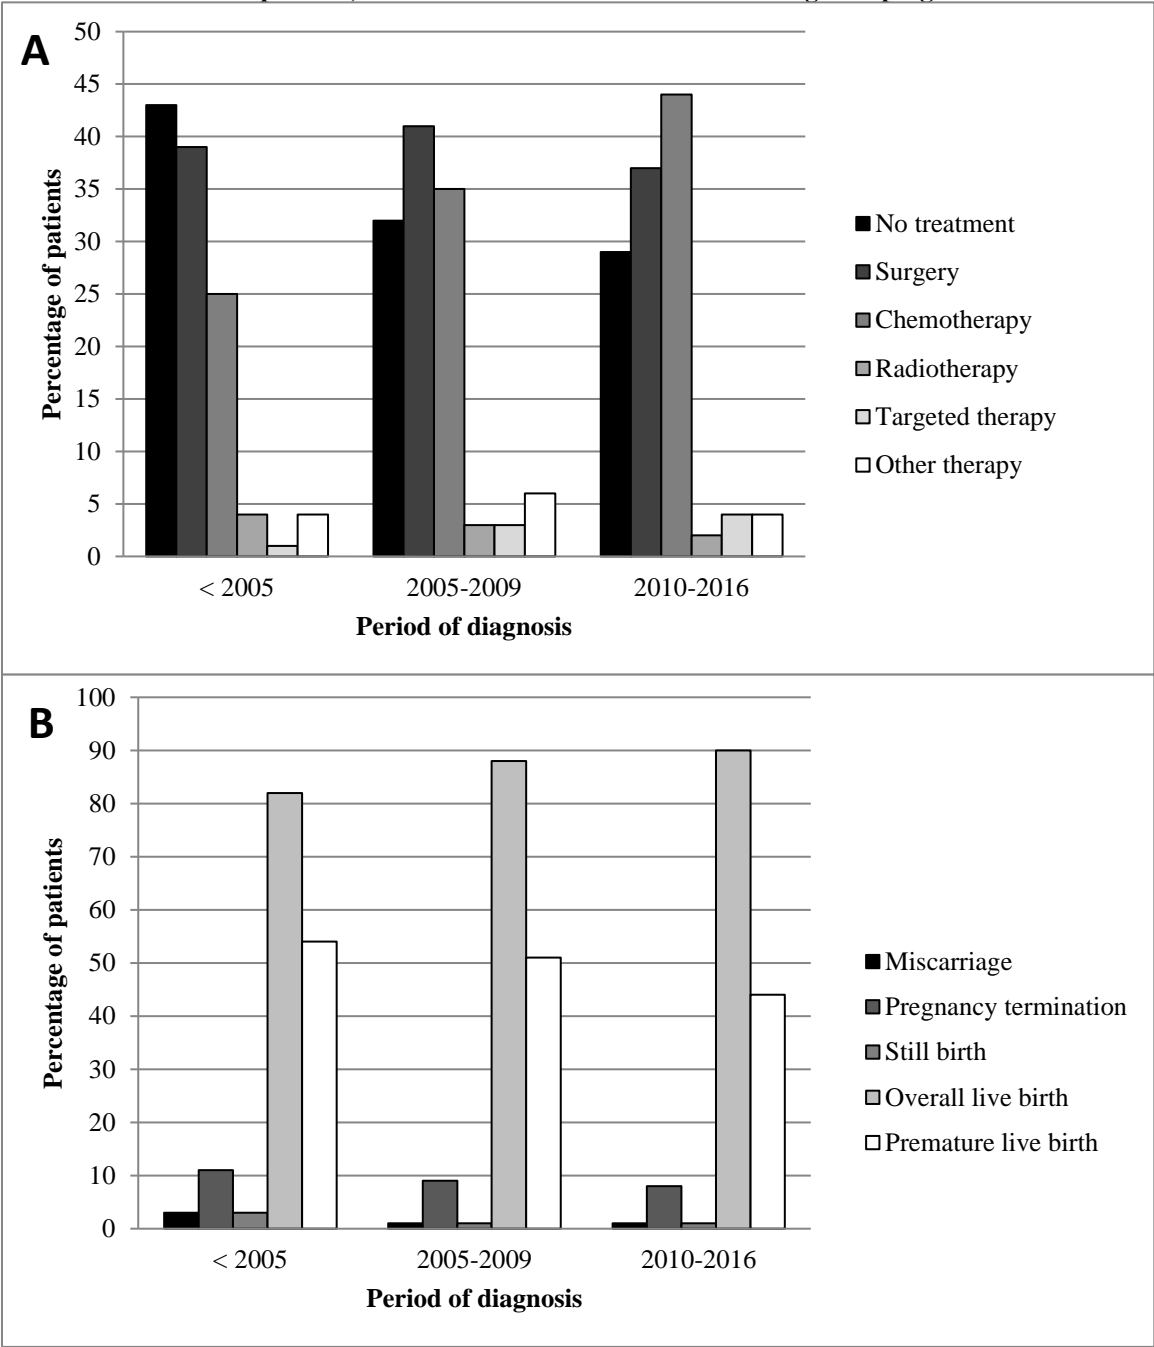 A
50
45
40
35
30
25
20
15
10
5
0
Percentage of patients
< 2005
2005-2009
2010-2016
Period of diagnosis
No treatment
Surgery
Chemotherapy
Radiotherapy
Targeted therapy
Other therapy
B
100
90
80
70
60
50
40
30
20
10
0
Percentage of patients
< 2005
2005-2009
2010-2016
Period of diagnosis
Miscarriage
Pregnancy termination
Still birth
Overall live birth
Premature live birth